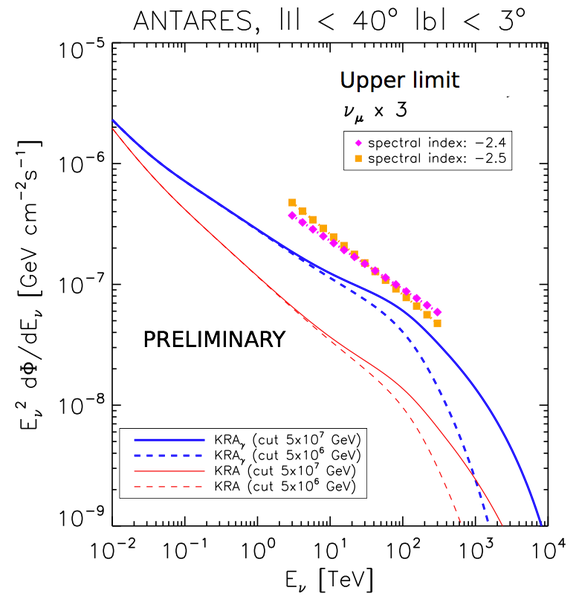 ANTARES, |l| < 40° |b| < 3°
Upper limit
ν_μ x 3
spectral index: -2.4
spectral index: -2.5
PRELIMINARY
KRA_γ (cut 5x10^7 GeV)
KRA_γ (cut 5x10^6 GeV)
KRA (cut 5x10^7 GeV)
KRA (cut 5x10^6 GeV)
E_ν^2 dΦ/dE_ν [GeV cm^−2 s^−1]
10^−5
10^−6
10^−7
10^−8
10^−9
10^−2 10^−1 10^0 10^1 10^2 10^3 10^4
E_ν [TeV]